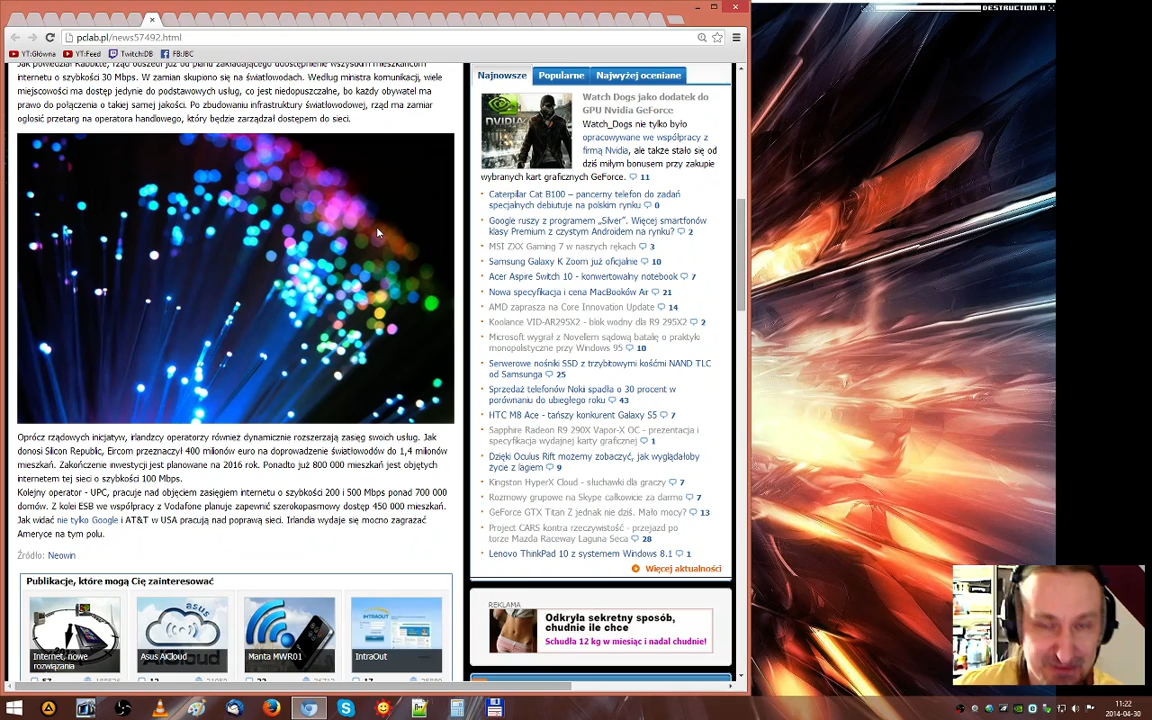 DESTRUCTION II
pclab.pl/news57492.html
YT:Główna YT:Feed Twitch:DB FB:JBC
internetu o szybkości 30 Mbps. W zamian skupiono się na światłowodach. Według ministra komunikacji, wiele
miejscowości ma dostęp jedynie do podstawowych usług, co jest niedopuszczalne, bo każdy obywatel ma
prawo do połączenia o takiej samej jakości. Po zbudowaniu infrastruktury światłowodowej, rząd ma zamiar
ogłosić przetarg na operatora handlowego, który będzie zarządzał dostępem do sieci.
Oprócz rządowych inicjatyw, irlandzcy operatorzy również dynamicznie rozszerzają zasięg swoich usług. Jak
donosi Silicon Republic, Eircom przeznaczył 400 milionów euro na doprowadzenie światłowodów do 1,4 milionów
mieszkań. Zakończenie inwestycji jest planowane na 2016 rok. Ponadto już 800 000 mieszkań jest objętych
internetem tej sieci o szybkości 100 Mbps.
Kolejny operator - UPC, pracuje nad objęciem zasięgiem internetu o szybkości 200 i 500 Mbps ponad 700 000
domów. Z kolei ESB we współpracy z Vodafone planuje zapewnić szerokopasmowy dostęp 450 000 mieszkań.
Jak widać nie tylko Google i AT&T w USA pracują nad poprawą sieci. Irlandia wydaje się mocno zagrażać
Ameryce na tym polu.
Źródło: Neowin
Publikacje, które mogą Cię zainteresować
Internet, nowe
rozwiązania
asus
Asus AiCloud
Manta MWR01
INTRAOUT
IntraOut
Najnowsze Popularne Najwyżej oceniane
NVIDIA
Watch Dogs jako dodatek do
GPU Nvidia GeForce
Watch_Dogs nie tylko było
opracowywane we współpracy z
firmą Nvidia, ale także stało się od
dziś miłym bonusem przy zakupie
wybranych kart graficznych GeForce. 11
Caterpilar Cat B100 – pancerny telefon do zadań
specjalnych debiutuje na polskim rynku 0
Google ruszy z programem „Silver". Więcej smartfonów
klasy Premium z czystym Androidem na rynku? 2
MSI ZXX Gaming 7 w naszych rękach 3
Samsung Galaxy K Zoom już oficjalnie 10
Acer Aspire Switch 10 - konwertowalny notebook 7
Nowa specyfikacja i cena MacBooków Air 21
AMD zaprasza na Core Innovation Update 14
Koolance VID-AR295X2 - blok wodny dla R9 295X2 2
Microsoft wygrał z Novellem sądową batalię o praktyki
monopolistyczne przy Windows 95 10
Serwerowe nośniki SSD z trzybitowymi kośćmi NAND TLC
od Samsunga 25
Sprzedaż telefonów Nokii spadła o 30 procent w
porównaniu do ubiegłego roku 43
HTC M8 Ace - tańszy konkurent Galaxy S5 7
Sapphire Radeon R9 290X Vapor-X OC - prezentacja i
specyfikacja wydajnej karty graficznej 1
Dzięki Oculus Rift możemy zobaczyć, jak wyglądałoby
życie z lagiem 9
Kingston HyperX Cloud - słuchawki dla graczy 7
Rozmowy grupowe na Skype całkowicie za darmo 7
GeForce GTX Titan Z jednak nie dziś. Mało mocy? 13
Project CARS kontra rzeczywistość - przejazd po
torze Mazda Raceway Laguna Seca 28
Lenovo ThinkPad 10 z systemem Windows 8.1 1
Więcej aktualności
REKLAMA
Odkryła sekretny sposób,
chudnie ile chce
Schudła 12 kg w miesiąc i nadal chudnie!
11:22
2014-04-30